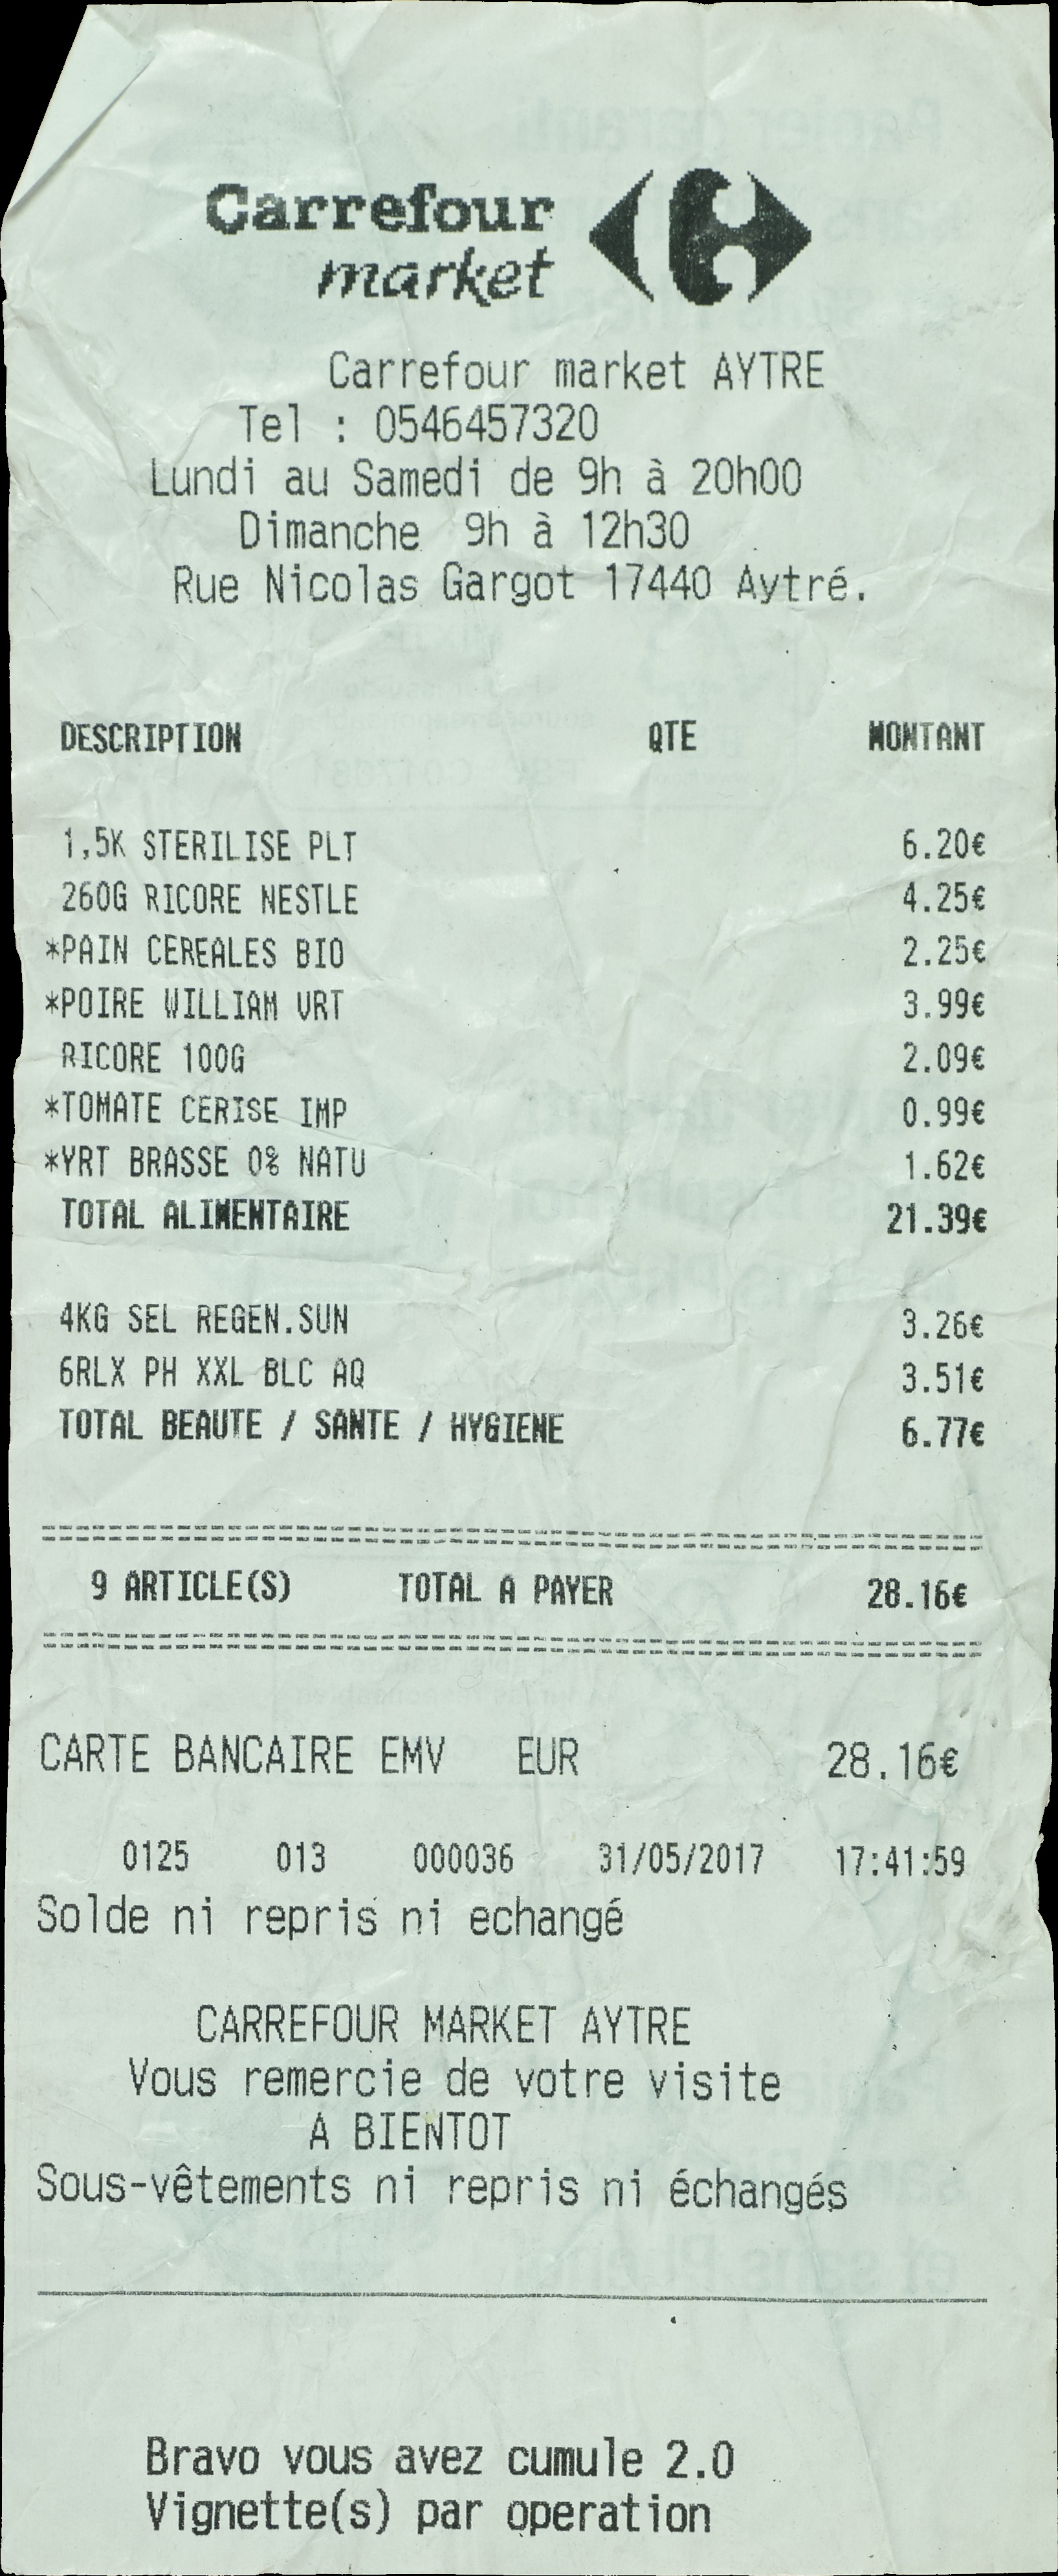 Carrefour
market
Carrefour market AYTRE
Tel : 0546457320
Lundi au Samedi de 9h à 20h00
Dimanche 9h à 12h30
Rue Nicolas Gargot 17440 Aytré.
DESCRIPTION QTE MONTANT
1,5K STERILISE PLT 6.20€
260G RICORE NESTLE 4.25€
*PAIN CEREALES BIO 2.25€
*POIRE WILLIAM VRT 3.99€
RICORE 100G 2.09€
*TOMATE CERISE IMP 0.99€
*YRT BRASSE 0% NATU 1.62€
TOTAL ALIMENTAIRE 21.39€
4KG SEL REGEN.SUN 3.26€
6RLX PH XXL BLC AQ 3.51€
TOTAL BEAUTE / SANTE / HYGIENE 6.77€
9 ARTICLE(S) TOTAL A PAYER 28.16€
CARTE BANCAIRE EMV EUR 28.16€
0125 013 000036 31/05/2017 17:41:59
Solde ni repris ni echangé
CARREFOUR MARKET AYTRE
Vous remercie de votre visite
A BIENTOT
Sous-vêtements ni repris ni échangés
Bravo vous avez cumule 2.0
Vignette(s) par operation